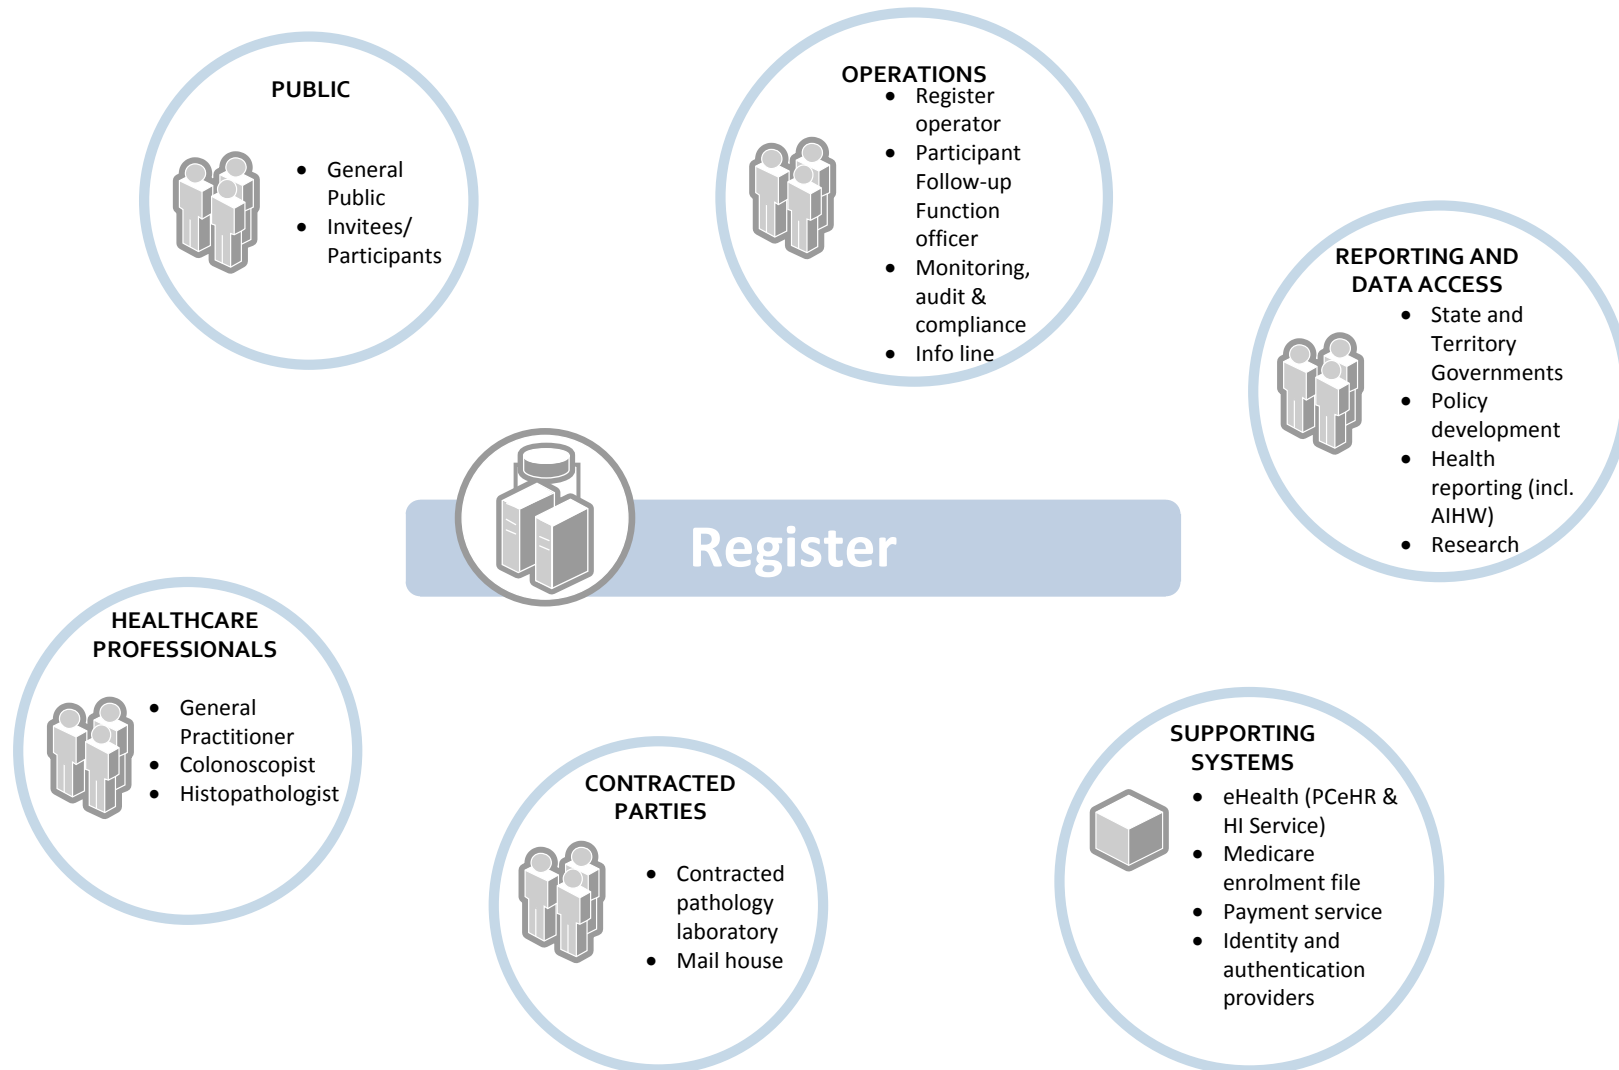 PUBLIC
• General
Public
• Invitees/
Participants
OPERATIONS
• Register
operator
• Participant
Follow-up
Function
officer
• Monitoring,
audit &
compliance
• Info line
REPORTING AND
DATA ACCESS
• State and
Territory
Governments
• Policy
development
• Health
reporting (incl.
AIHW)
• Research
Register
HEALTHCARE
PROFESSIONALS
• General
Practitioner
• Colonoscopist
• Histopathologist
CONTRACTED
PARTIES
• Contracted
pathology
laboratory
• Mail house
SUPPORTING
SYSTEMS
• eHealth (PCeHR &
HI Service)
• Medicare
enrolment file
• Payment service
• Identity and
authentication
providers